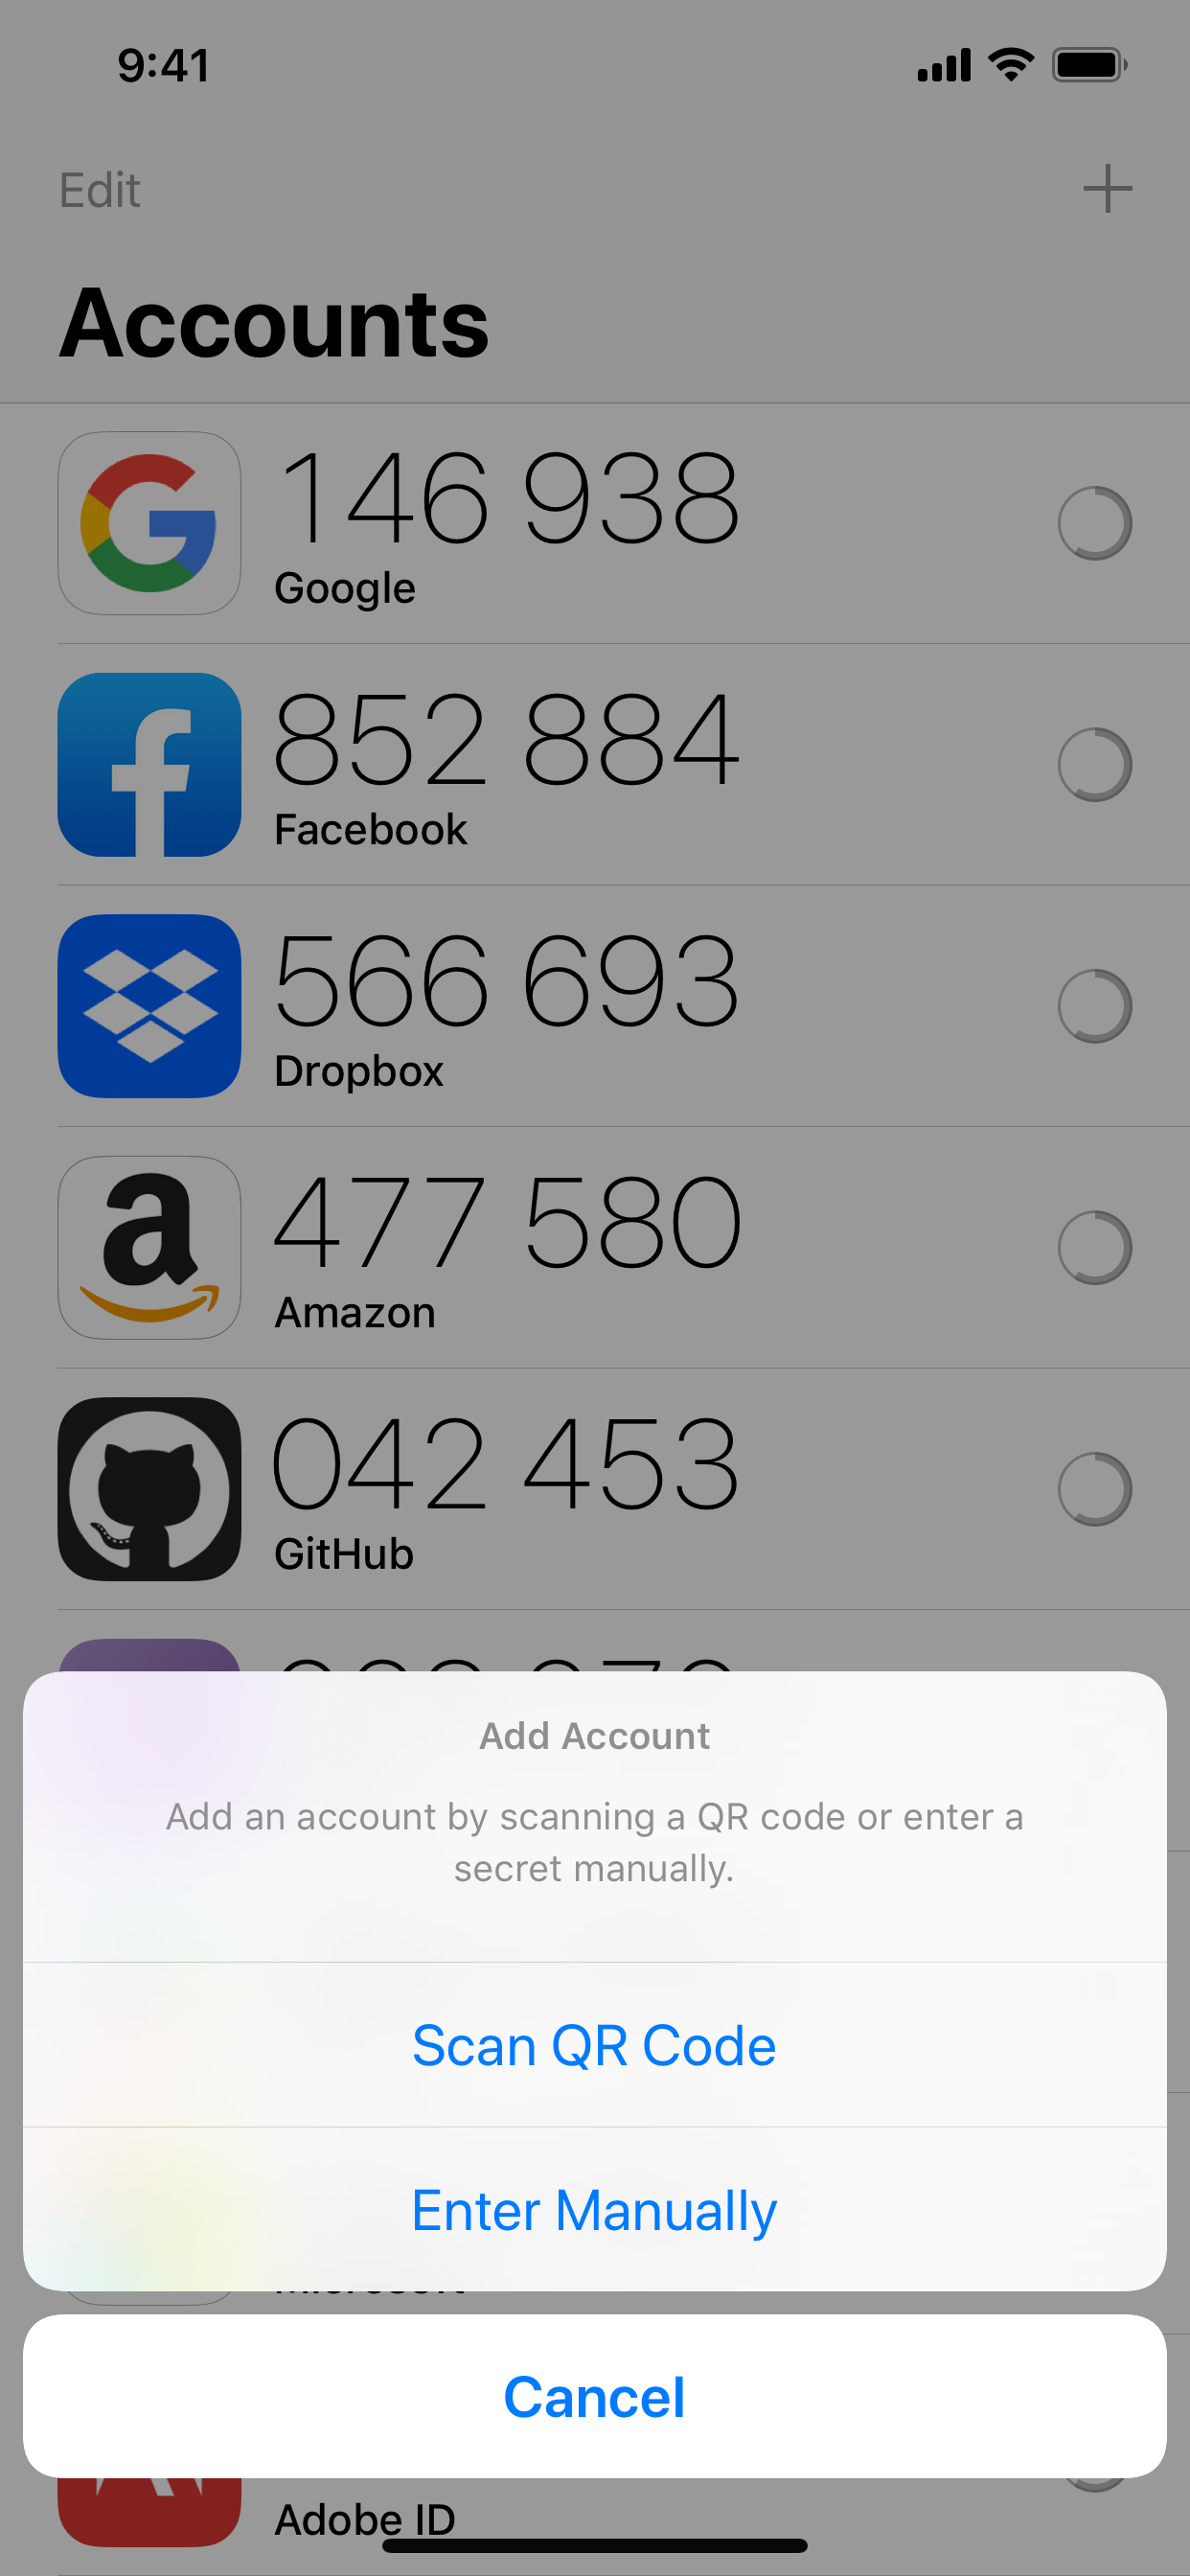 9:41
Edit
Accounts
146 938
Google
852 884
Facebook
566 693
Dropbox
477 580
Amazon
042 453
GitHub
Add Account
Add an account by scanning a QR code or enter a
secret manually.
Scan QR Code
Enter Manually
Cancel
Adobe ID